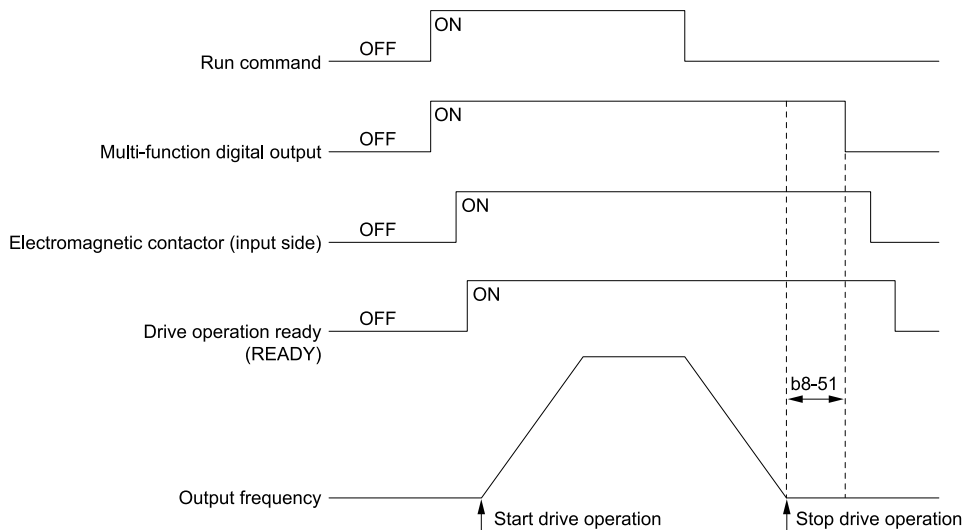 ON
OFF
Run command
ON
OFF
Multi-function digital output
ON
OFF
Electromagnetic contactor (input side)
ON
OFF
Drive operation ready
(READY)
b8-51
Output frequency
Start drive operation
Stop drive operation